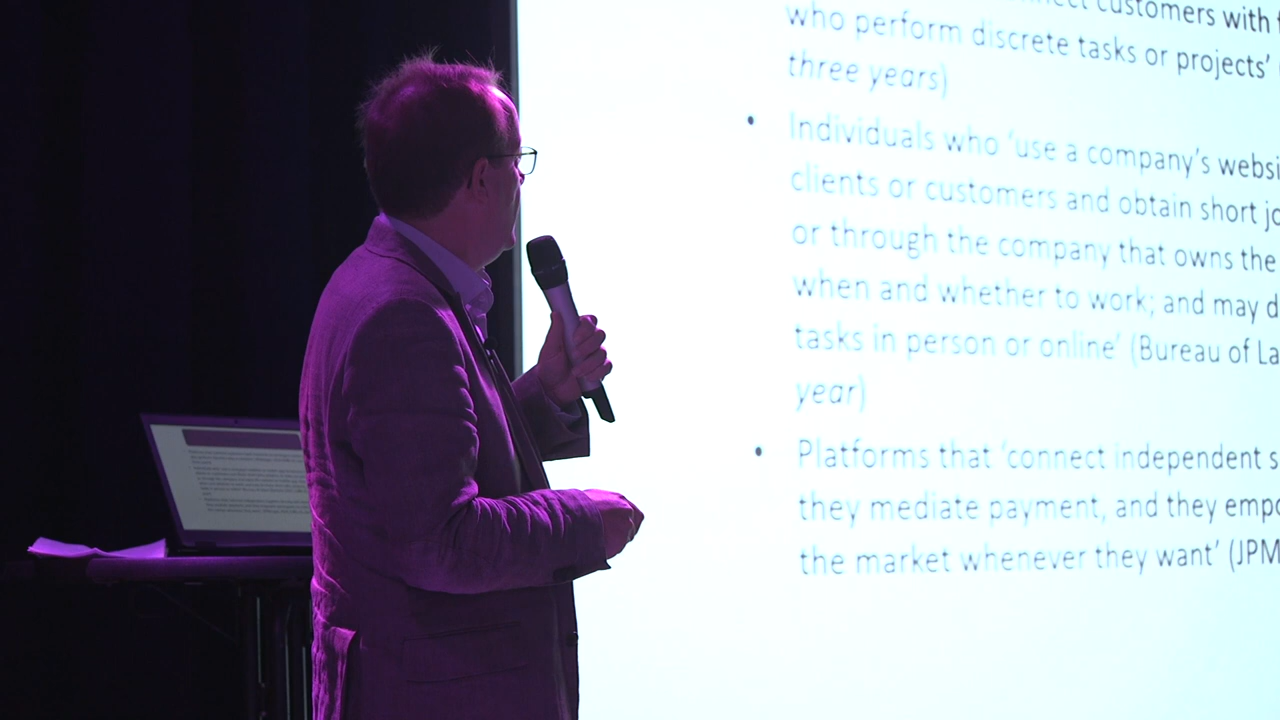 customers with
who perform discrete tasks or projects'
three years)
• Individuals who 'use a company's websi
clients or customers and obtain short jo
or through the company that owns the
when and whether to work; and may d
tasks in person or online' (Bureau of La
year)
• Platforms that 'connect independent s
they mediate payment, and they empo
the market whenever they want' (JPM